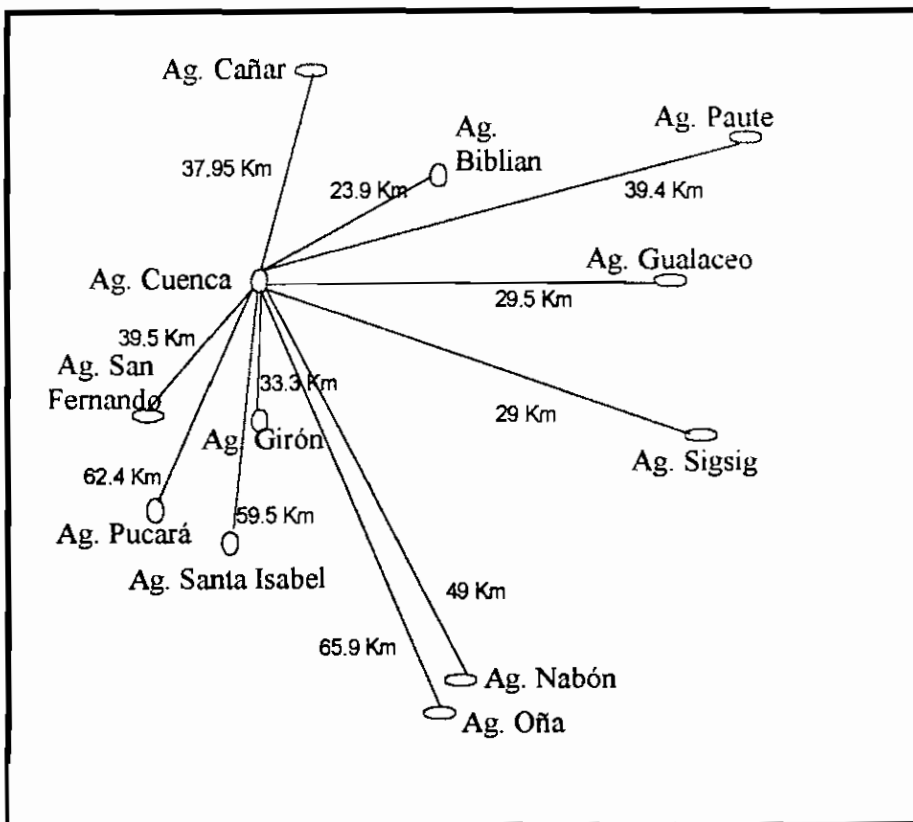 Ag. Cañar
Ag.
Biblian
Ag. Paute
37.95 Km
23.9 Km
39.4 Km
Ag. Cuenca
Ag. Gualaceo
29.5 Km
39.5 Km
Ag. San
Fernando
33.3 Km
Ag. Girón
29 Km
Ag. Sigsig
62.4 Km
Ag. Pucará
59.5 Km
Ag. Santa Isabel
49 Km
65.9 Km
Ag. Nabón
Ag. Oña